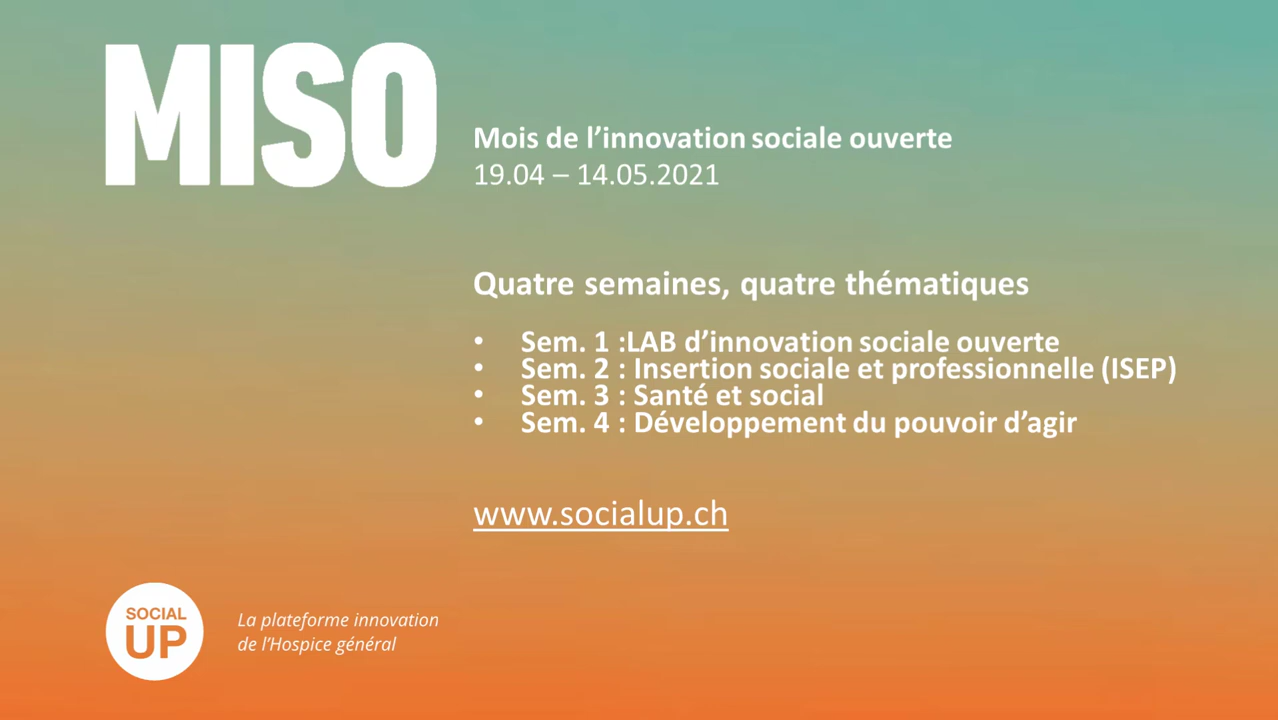 MISO
Mois de l’innovation sociale ouverte
19.04 – 14.05.2021
Quatre semaines, quatre thématiques
• Sem. 1 :LAB d’innovation sociale ouverte
• Sem. 2 : Insertion sociale et professionnelle (ISEP)
• Sem. 3 : Santé et social
• Sem. 4 : Développement du pouvoir d’agir
www.socialup.ch
SOCIAL
UP
La plateforme innovation
de l’Hospice général